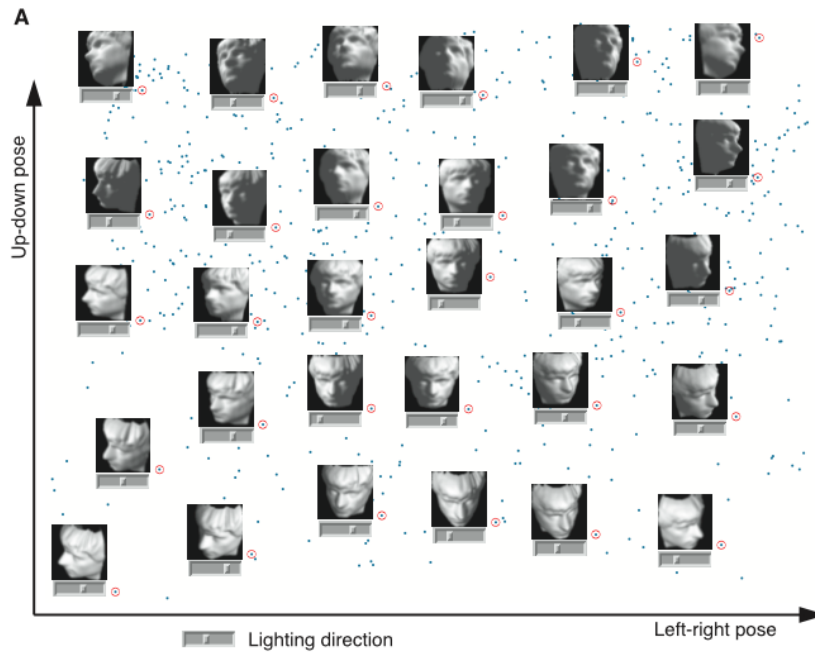 A
Up-down pose
Lighting direction
Left-right pose